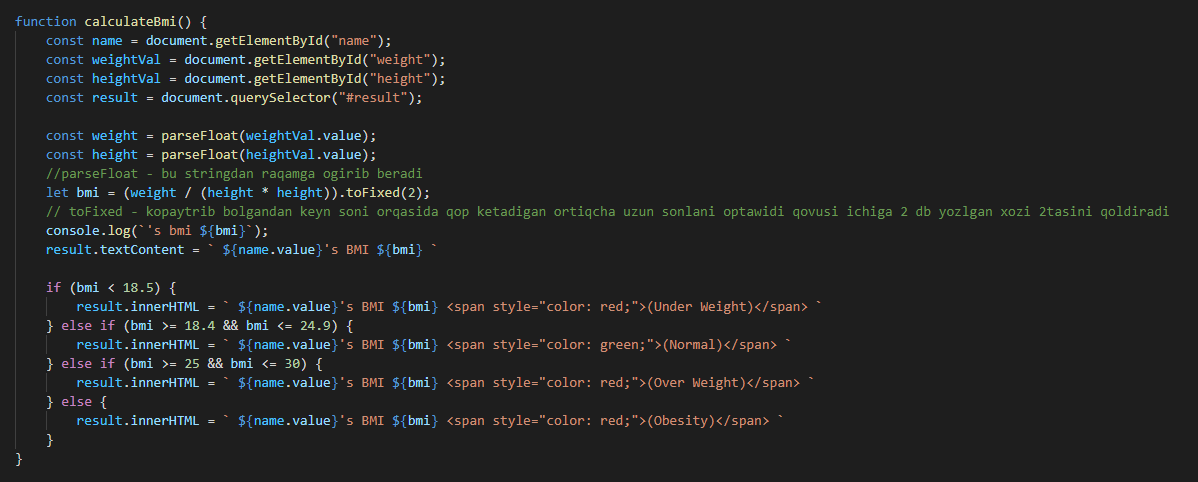 function calculateBmi() {
    const name = document.getElementById("name");
    const weightVal = document.getElementById("weight");
    const heightVal = document.getElementById("height");
    const result = document.querySelector("#result");

    const weight = parseFloat(weightVal.value);
    const height = parseFloat(heightVal.value);
    //parseFloat - bu stringdan raqamga ogirib beradi
    let bmi = (weight / (height * height)).toFixed(2);
    // toFixed - kopaytrib bolgandan keyn soni orqasida qop ketadigan ortiqcha uzun sonlani optawidi qovusi ichiga 2 db yozlgan xozi 2tasini qoldiradi
    console.log(`'s bmi ${bmi}`);
    result.textContent = ` ${name.value}'s BMI ${bmi} `

    if (bmi < 18.5) {
        result.innerHTML = ` ${name.value}'s BMI ${bmi} <span style="color: red;">(Under Weight)</span> `
    } else if (bmi >= 18.4 && bmi <= 24.9) {
        result.innerHTML = ` ${name.value}'s BMI ${bmi} <span style="color: green;">(Normal)</span> `
    } else if (bmi >= 25 && bmi <= 30) {
        result.innerHTML = ` ${name.value}'s BMI ${bmi} <span style="color: red;">(Over Weight)</span> `
    } else {
        result.innerHTML = ` ${name.value}'s BMI ${bmi} <span style="color: red;">(Obesity)</span> `
    }
}